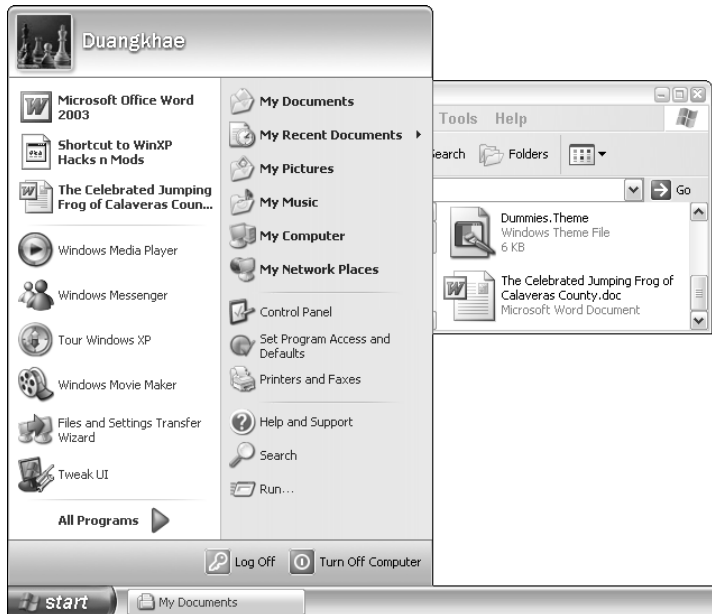 Duangkhae
Microsoft Office Word
2003
Shortcut to WinXP
Hacks n Mods
The Celebrated Jumping
Frog of Calaveras Coun...
Windows Media Player
Windows Messenger
Tour Windows XP
Windows Movie Maker
Files and Settings Transfer
Wizard
Tweak UI
All Programs
My Documents
My Recent Documents
My Pictures
My Music
My Computer
My Network Places
Control Panel
Set Program Access and
Defaults
Printers and Faxes
Help and Support
Search
Run...
Log Off
Turn Off Computer
Tools Help
earch
Folders
Go
Dummies.Theme
Windows Theme File
6 KB
The Celebrated Jumping Frog of
Calaveras County.doc
Microsoft Word Document
start
My Documents